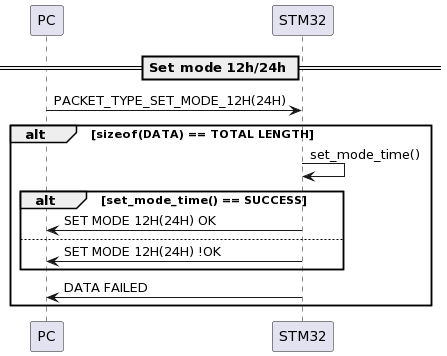 PC STM32
Set mode 12h/24h
PACKET_TYPE_SET_MODE_12H(24H)
alt [sizeof(DATA) == TOTAL LENGTH]
set_mode_time()
alt [set_mode_time() == SUCCESS]
SET MODE 12H(24H) OK
SET MODE 12H(24H) !OK
DATA FAILED
PC STM32